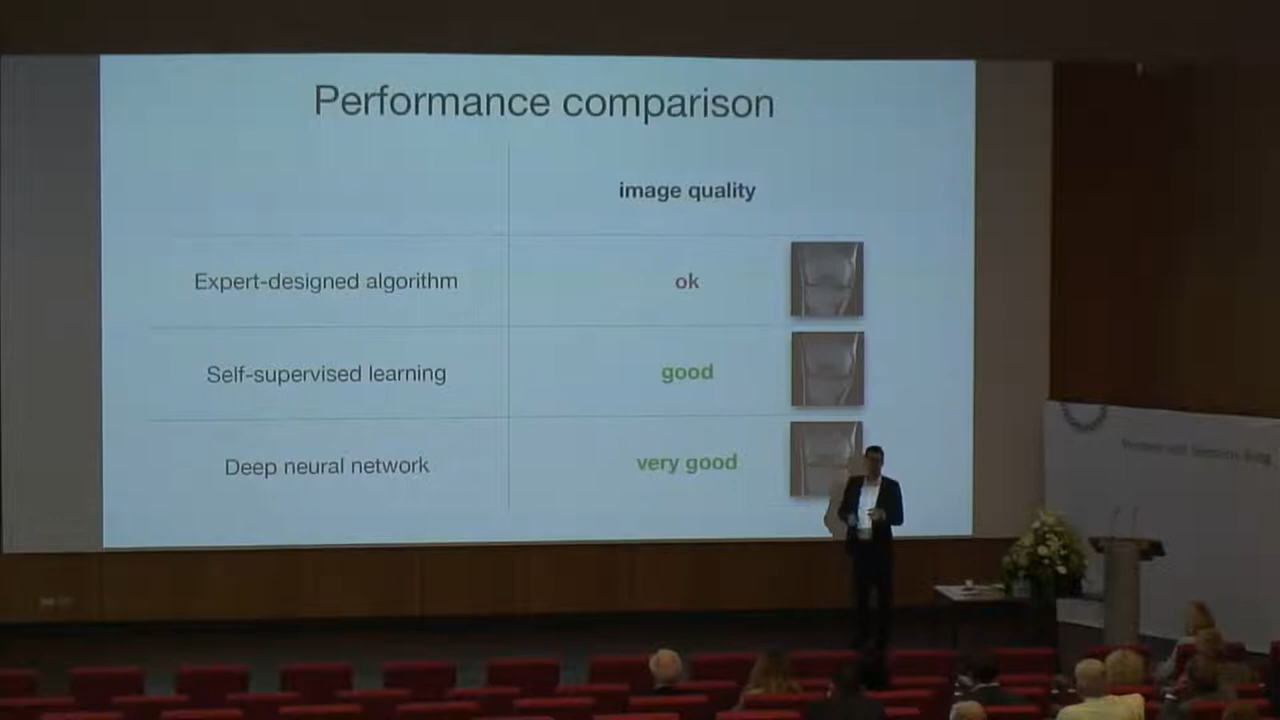 Performance comparison
image quality
Expert-designed algorithm
ok
Self-supervised learning
good
Deep neural network
very good